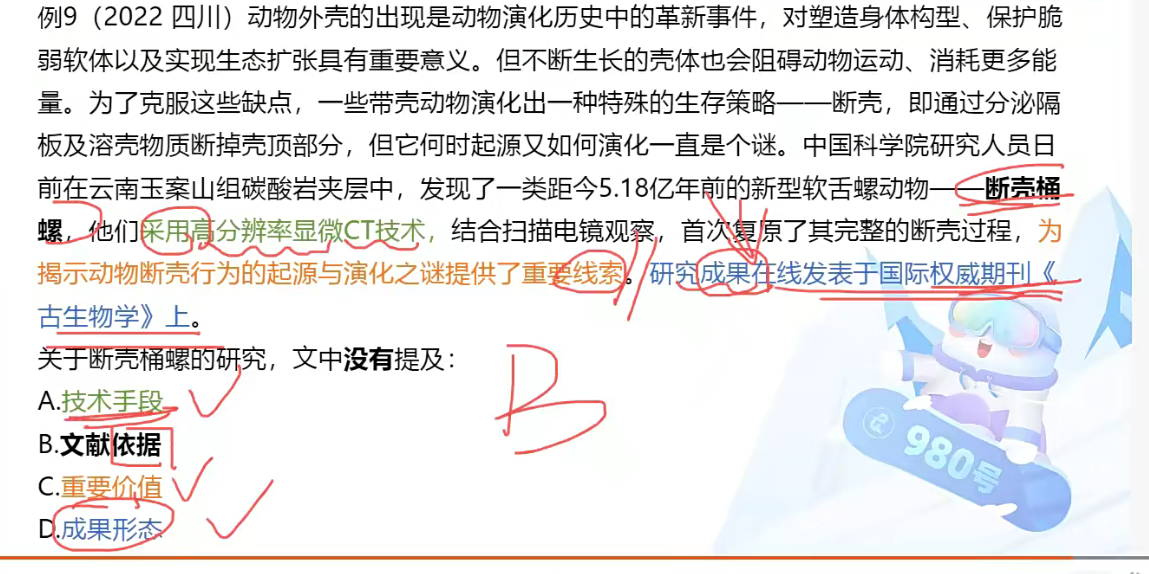 例9（2022 四川）动物外壳的出现是动物演化历史中的革新事件，对塑造身体构型、保护脆
弱软体以及实现生态扩张具有重要意义。但不断生长的壳体也会阻碍动物运动、消耗更多能
量。为了克服这些缺点，一些带壳动物演化出一种特殊的生存策略——断壳，即通过分泌隔
板及溶壳物质断掉壳顶部分，但它何时起源又如何演化一直是个谜。中国科学院研究人员日
前在云南玉案山组碳酸岩夹层中，发现了一类距今5.18亿年前的新型软舌螺动物——断壳桶
螺，他们采用高分辨率显微CT技术，结合扫描电镜观察，首次复原了其完整的断壳过程，为
揭示动物断壳行为的起源与演化之谜提供了重要线索。研究成果在线发表于国际权威期刊《
古生物学》上。
关于断壳桶螺的研究，文中没有提及：
B
A.技术手段
B.文献依据
C.重要价值
D.成果形态
980号